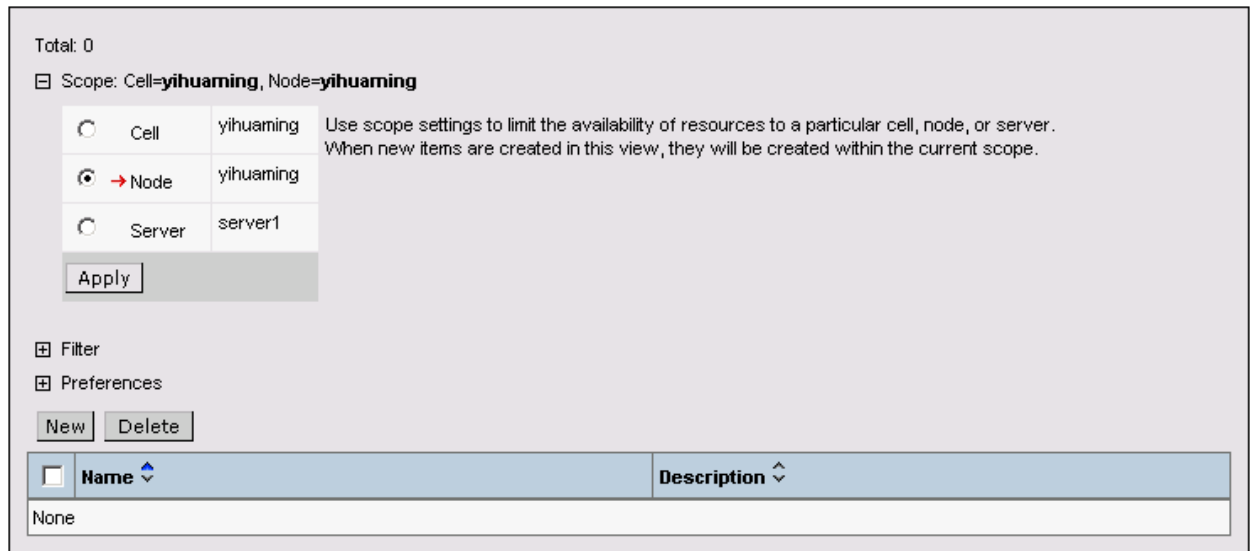 Total: 0
Scope: Cell=yihuaming, Node=yihuaming
Cell yihuaming
Use scope settings to limit the availability of resources to a particular cell, node, or server.
When new items are created in this view, they will be created within the current scope.
Node yihuaming
Server server1
Apply
Filter
Preferences
New Delete
Name Description
None